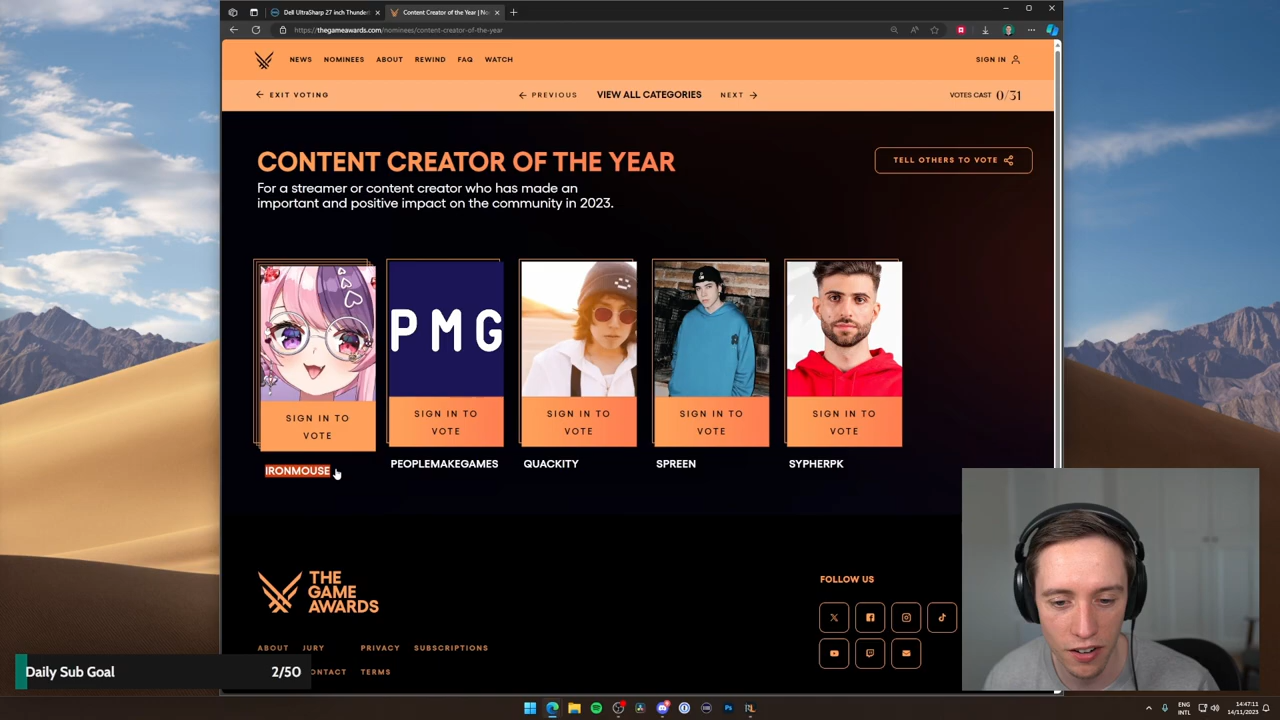 Dell UltraSharp 27 inch Thunder
Content Creator of the Year | No
https://thegameawards.com/nominees/content-creator-of-the-year
NEWS
NOMINEES
ABOUT
REWIND
FAQ
WATCH
SIGN IN
EXIT VOTING
PREVIOUS
VIEW ALL CATEGORIES
NEXT
VOTES CAST 0/31
CONTENT CREATOR OF THE YEAR
TELL OTHERS TO VOTE
For a streamer or content creator who has made an
important and positive impact on the community in 2023.
PMG
SIGN IN TO
VOTE
SIGN IN TO
VOTE
SIGN IN TO
VOTE
SIGN IN TO
VOTE
SIGN IN TO
VOTE
IRONMOUSE
PEOPLEMAKEGAMES
QUACKITY
SPREEN
SYPHERPK
THE
GAME
AWARDS
FOLLOW US
ABOUT
JURY
PRIVACY
SUBSCRIPTIONS
ONTACT
TERMS
Daily Sub Goal
2/50
ENG
INTL
14:47:11
14/11/2023